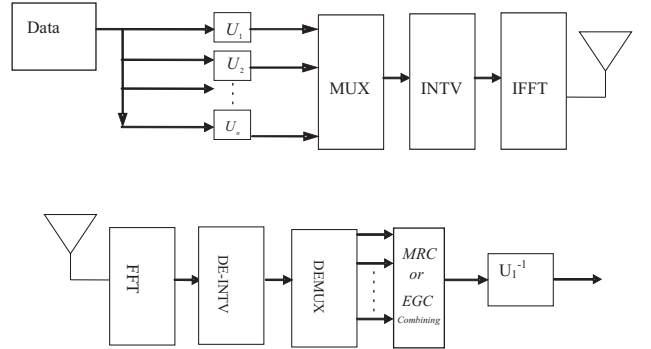 Data
U₁
U₂
Uₙ
MUX
INTV
IFFT
FFT
DE-INTV
DEMUX
MRC
or
EGC
Combining
U₁⁻¹